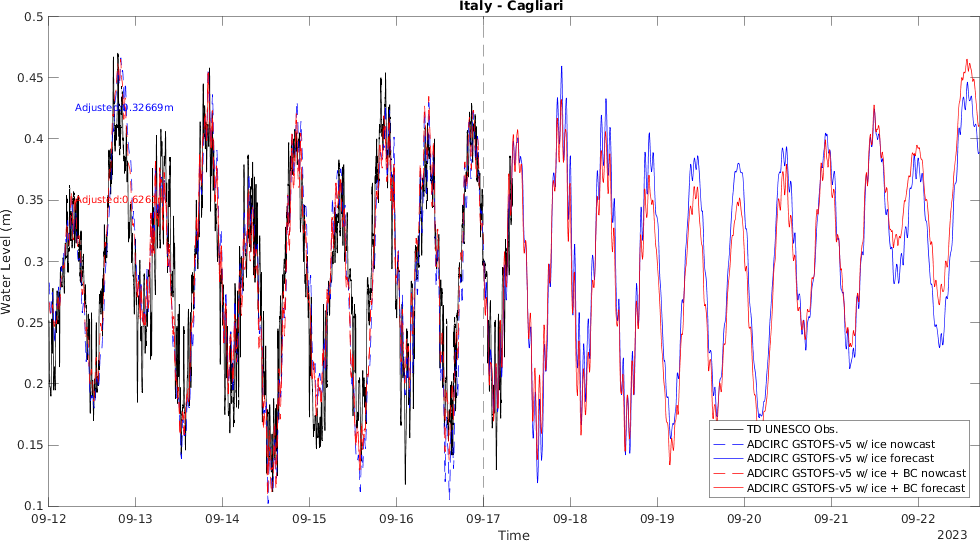 Italy - Cagliari
0.5
0.45
0.4
0.35
0.3
0.25
0.2
0.15
0.1
Water Level (m)
Adjusted:0.32669m
TD UNESCO Obs.
ADCIRC GSTOFS-v5 w/ ice nowcast
ADCIRC GSTOFS-v5 w/ ice forecast
ADCIRC GSTOFS-v5 w/ ice + BC nowcast
ADCIRC GSTOFS-v5 w/ ice + BC forecast
09-12 09-13 09-14 09-15 09-16 09-17 09-18 09-19 09-20 09-21 09-22
Time
2023